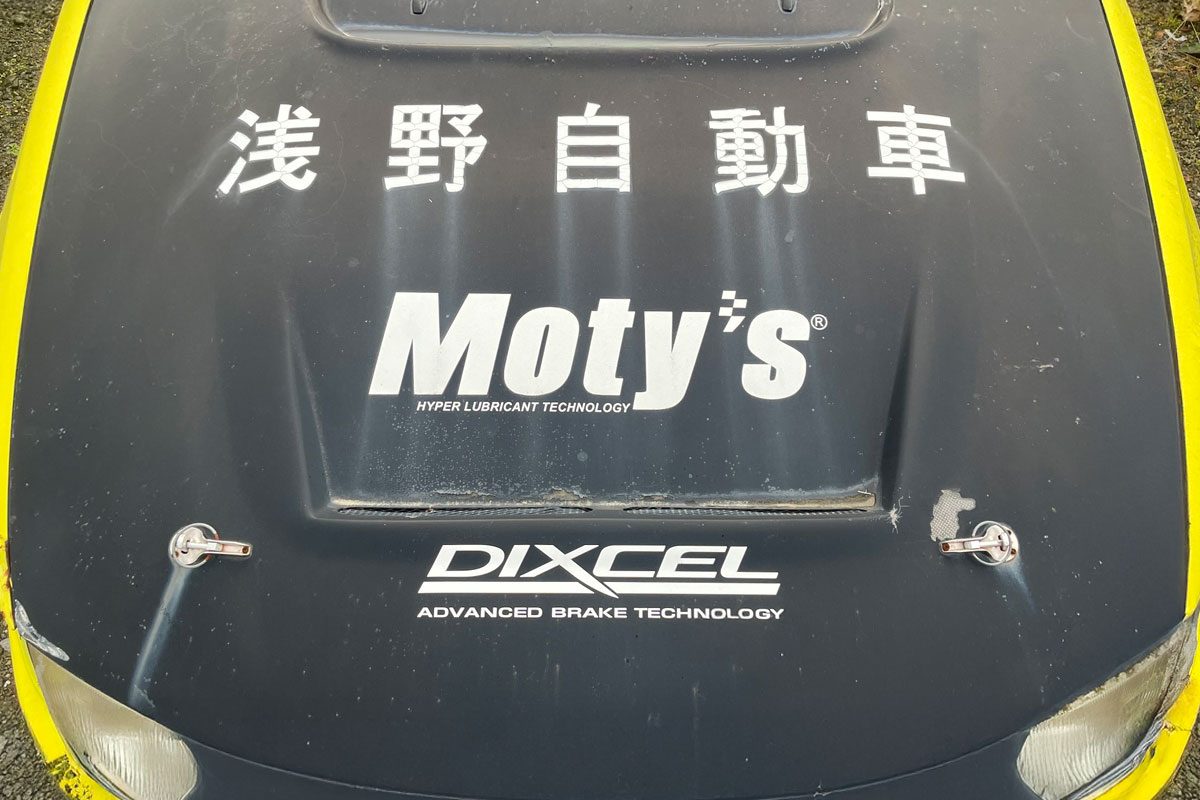 浅野自動車
Moty's®
HYPER LUBRICANT TECHNOLOGY
DIXCEL
ADVANCED BRAKE TECHNOLOGY